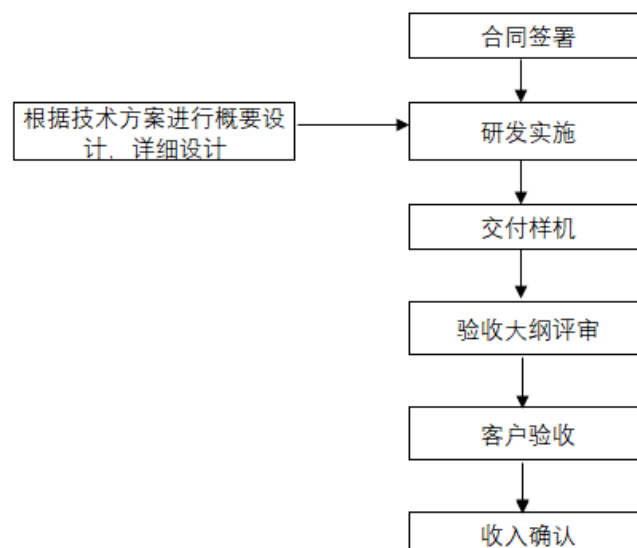 合同签署
根据技术方案进行概要设
计、详细设计
研发实施
交付样机
验收大纲评审
客户验收
收入确认